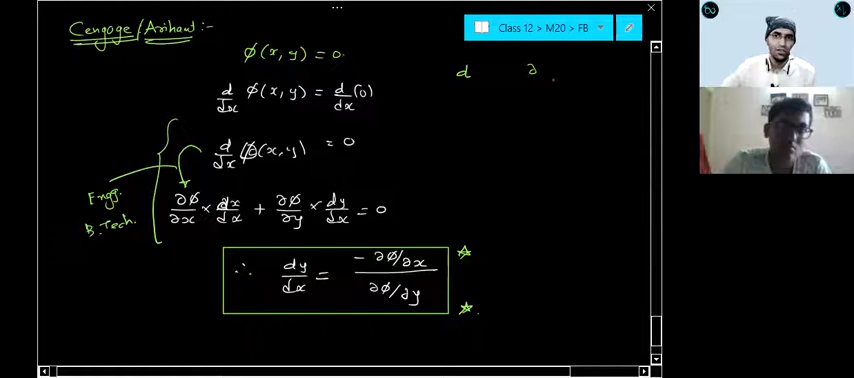 Cengage/Arihant :-
Class 12 > M20 > FB
ϕ(x, y) = 0.
d ∂
d/dx ϕ(x, y) = d/dx (0)
d/dx ϕ(x, y) = 0
Engg.
B.Tech.
∂ϕ/∂x × dx/dx + ∂ϕ/∂y × dy/dx = 0
∴ dy/dx = -∂ϕ/∂x / ∂ϕ/∂y